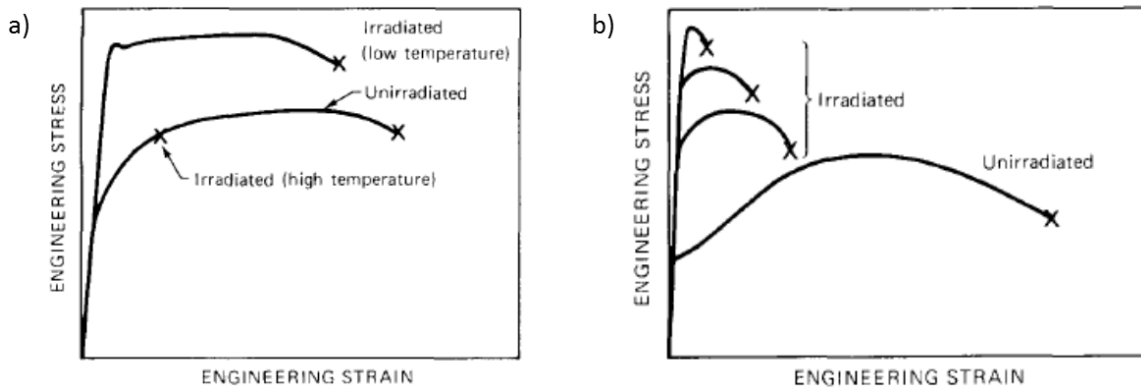 a)
ENGINEERING STRESS
Irradiated
(low temperature)
Unirradiated
Irradiated (high temperature)
ENGINEERING STRAIN
b)
ENGINEERING STRESS
Irradiated
Unirradiated
ENGINEERING STRAIN